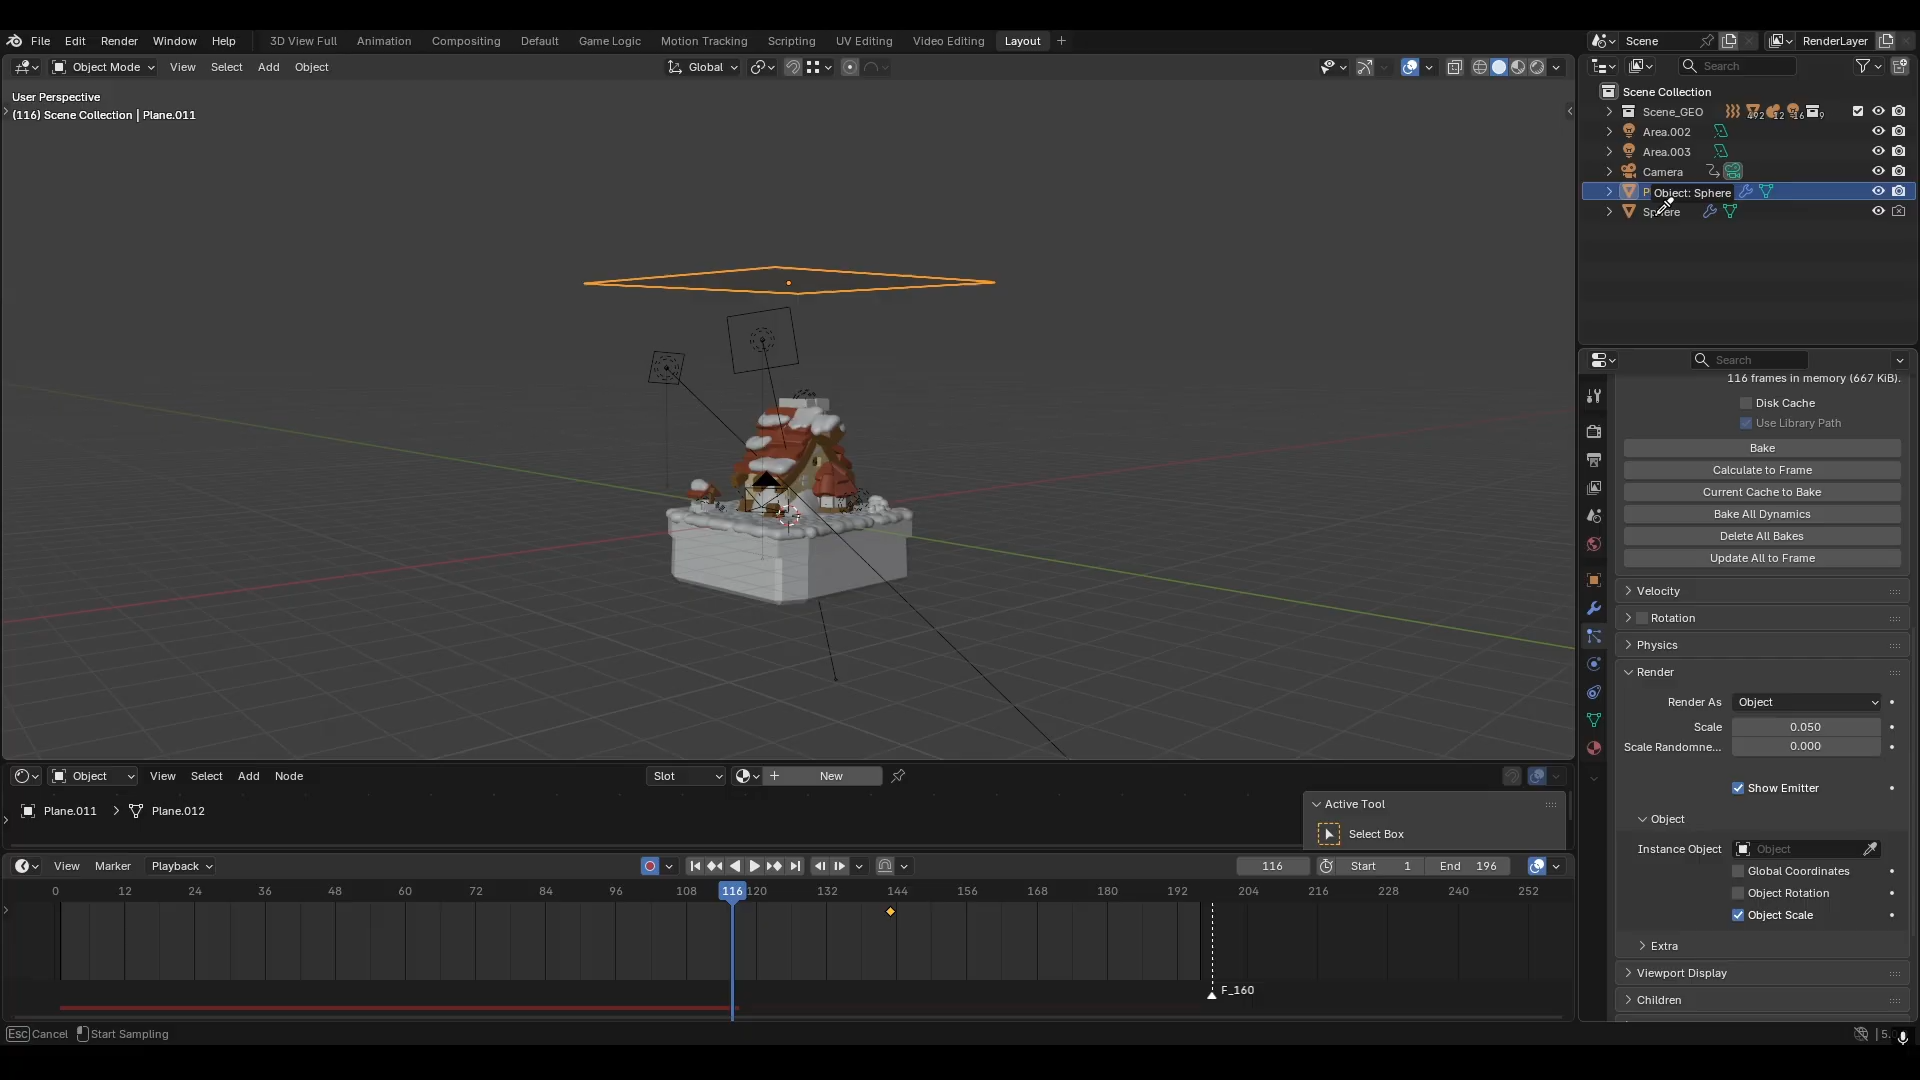 File Edit Render Window Help 3D View Full Animation Compositing Default Game Logic Motion Tracking Scripting UV Editing Video Editing Layout + Scene RenderLayer
Object Mode View Select Add Object Global Search
User Perspective
(116) Scene Collection | Plane.011
Scene Collection
Scene_GEO 492 12 16 9
Area.002
Area.003
Camera
P Object: Sphere
Sphere
Search
116 frames in memory (667 KiB).
Disk Cache
Use Library Path
Bake
Calculate to Frame
Current Cache to Bake
Bake All Dynamics
Delete All Bakes
Update All to Frame
Velocity
Rotation
Physics
Render
Render As Object
Scale 0.050
Scale Randomne... 0.000
Show Emitter
Object
Instance Object Object
Global Coordinates
Object Rotation
Object Scale
Extra
Viewport Display
Children
Object View Select Add Node Slot New
Plane.011 Plane.012
Active Tool
Select Box
View Marker Playback 116 Start 1 End 196
0 12 24 36 48 60 72 84 96 108 116 120 132 144 156 168 180 192 204 216 228 240 252
F_160
Esc Cancel Start Sampling